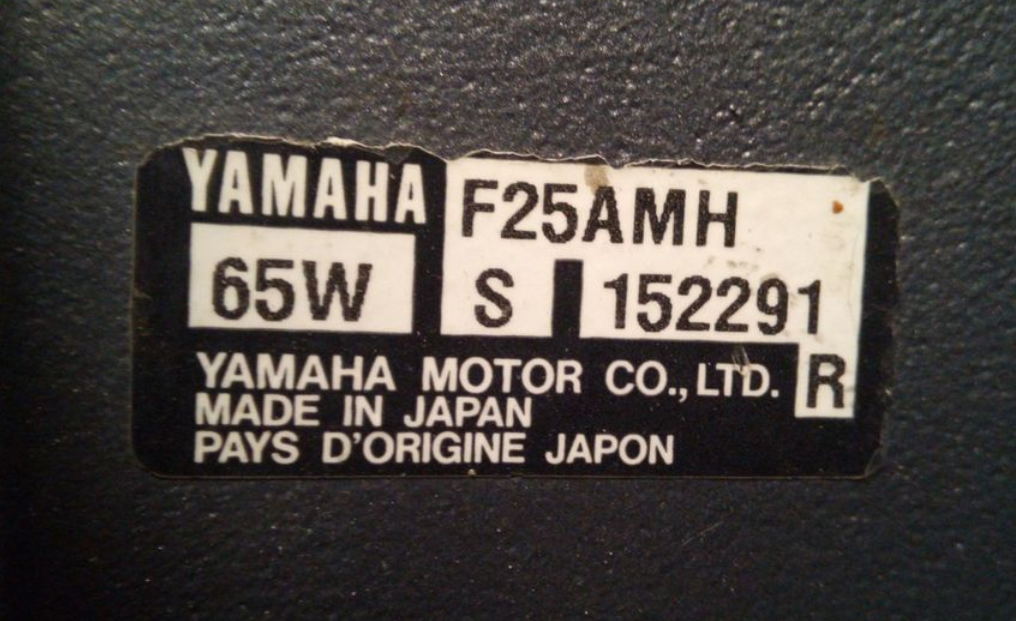 YAMAHA F25AMH
65W S 152291
YAMAHA MOTOR CO., LTD. R
MADE IN JAPAN
PAYS D'ORIGINE JAPON